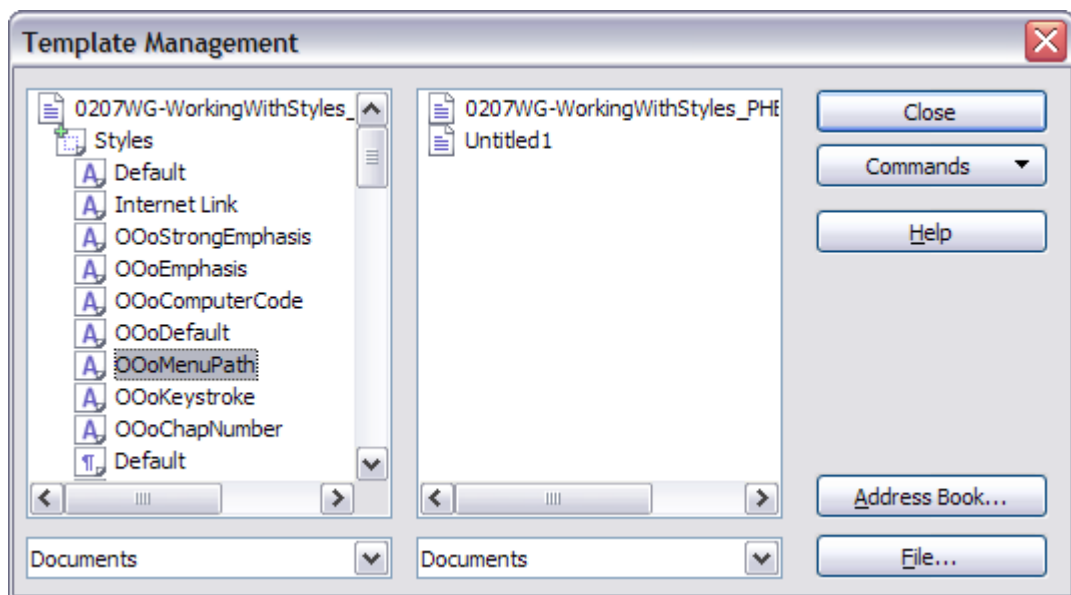 Template Management
0207WG-WorkingWithStyles_
Styles
Default
Internet Link
OOoStrongEmphasis
OOoEmphasis
OOoComputerCode
OOoDefault
OOoMenuPath
OOoKeystroke
OOoChapNumber
Default
Documents
0207WG-WorkingWithStyles_PHE
Untitled1
Documents
Close
Commands
Help
Address Book...
File...